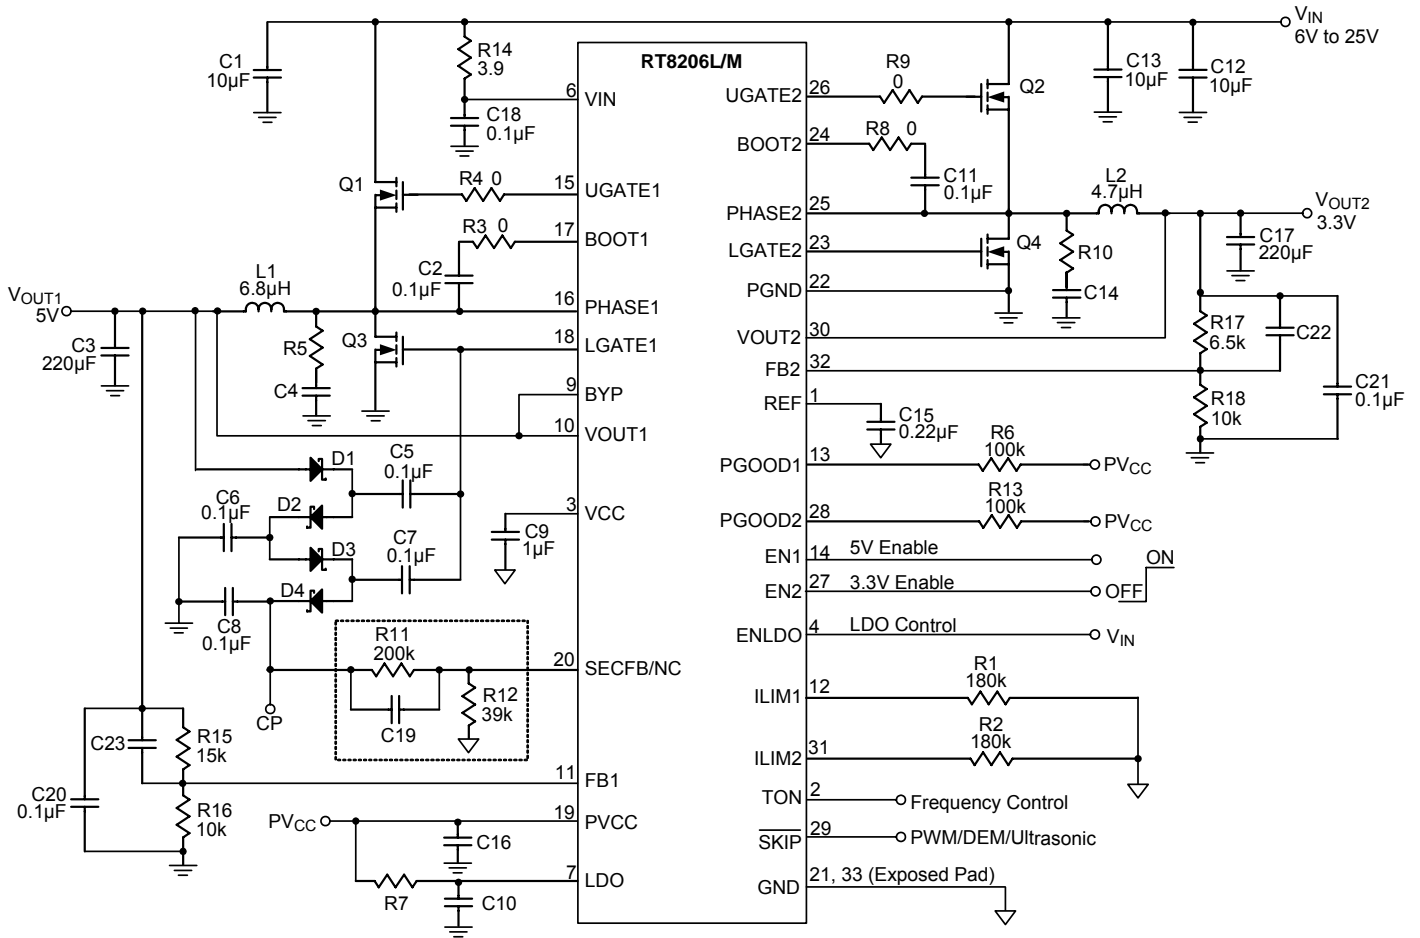 RT8206L/M
VIN
6V to 25V
C1
10µF
R14
3.9
C18
0.1µF
6
VIN
Q1
R4 0
15
UGATE1
R3 0
17
BOOT1
C2
0.1µF
L1
6.8µH
VOUT1
5V
16
PHASE1
C3
220µF
R5
C4
Q3
18
LGATE1
9
BYP
10
VOUT1
D1
C5
0.1µF
D2
C6
0.1µF
D3
C7
0.1µF
D4
C8
0.1µF
3
VCC
C9
1µF
R11
200k
C19
R12
39k
20
SECFB/NC
CP
C23
R15
15k
C20
0.1µF
R16
10k
11
FB1
PVCC
19
PVCC
C16
R7
C10
7
LDO
UGATE2
26
R9
0
Q2
C13
10µF
C12
10µF
BOOT2
24
R8 0
C11
0.1µF
PHASE2
25
L2
4.7µH
VOUT2
3.3V
LGATE2
23
Q4
R10
C14
C17
220µF
PGND
22
VOUT2
30
FB2
32
R17
6.5k
C22
R18
10k
C21
0.1µF
REF
1
C15
0.22µF
PGOOD1
13
R6
100k
PVCC
PGOOD2
28
R13
100k
PVCC
EN1
14
5V Enable
EN2
27
3.3V Enable
ON
OFF
ENLDO
4
LDO Control
VIN
ILIM1
12
R1
180k
ILIM2
31
R2
180k
TON
2
Frequency Control
SKIP
29
PWM/DEM/Ultrasonic
GND
21, 33 (Exposed Pad)